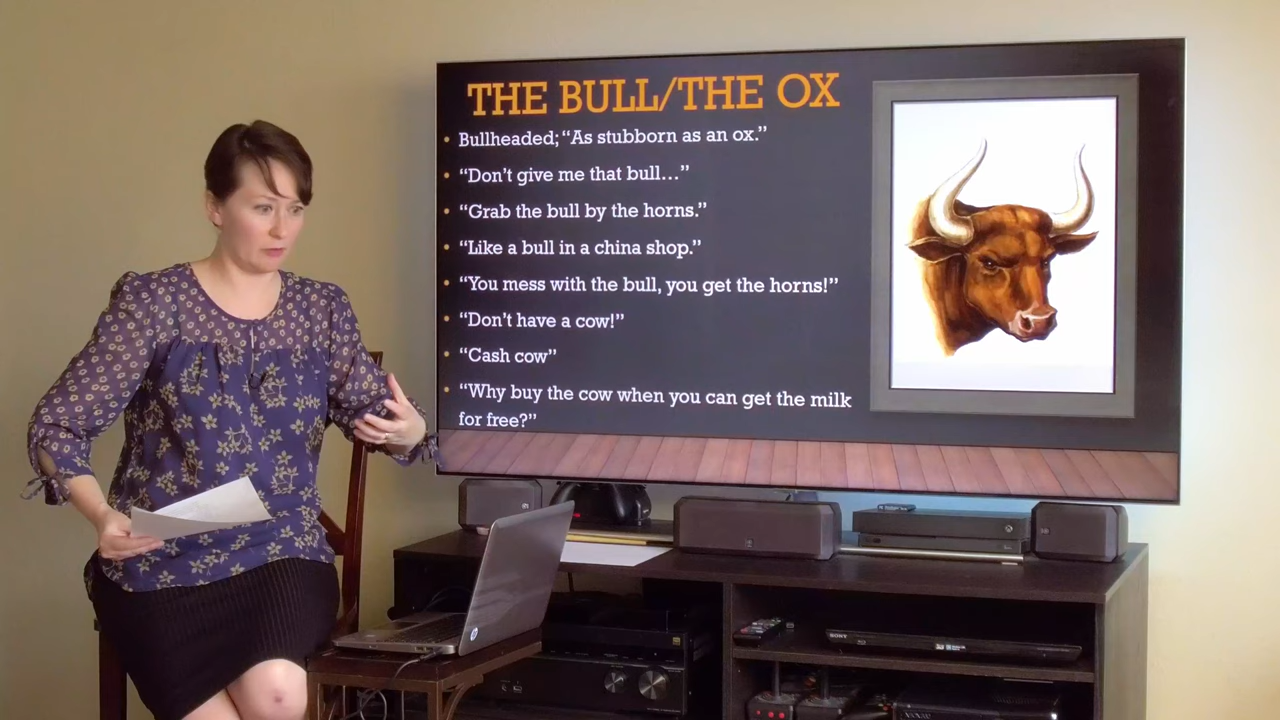 THE BULL/THE OX
• Bullheaded; “As stubborn as an ox.”
• “Don’t give me that bull…”
• “Grab the bull by the horns.”
• “Like a bull in a china shop.”
• “You mess with the bull, you get the horns!”
• “Don’t have a cow!”
• “Cash cow”
• “Why buy the cow when you can get the milk
for free?”
hp
SONY